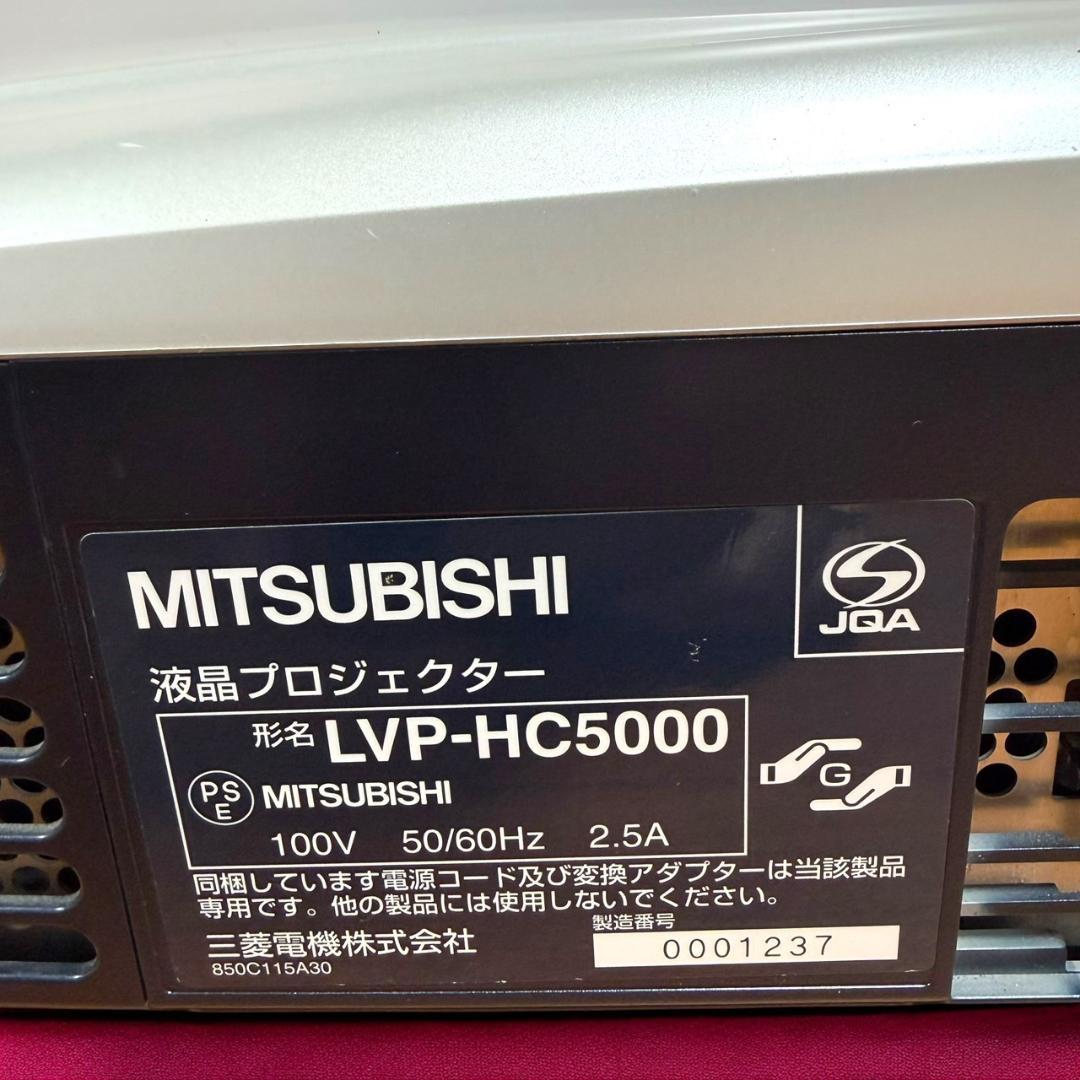 MITSUBISHI
JQA
液晶プロジェクター
形名 LVP-HC5000
PSE MITSUBISHI
G
100V 50/60Hz 2.5A
同梱しています電源コード及び変換アダプターは当該製品
専用です。他の製品には使用しないでください。
製造番号
三菱電機株式会社
0001237
850C115A30